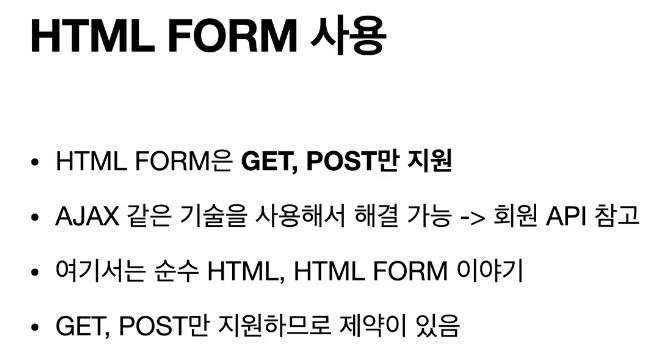 HTML FORM 사용
• HTML FORM은 GET, POST만 지원
• AJAX 같은 기술을 사용해서 해결 가능 -> 회원 API 참고
• 여기서는 순수 HTML, HTML FORM 이야기
• GET, POST만 지원하므로 제약이 있음